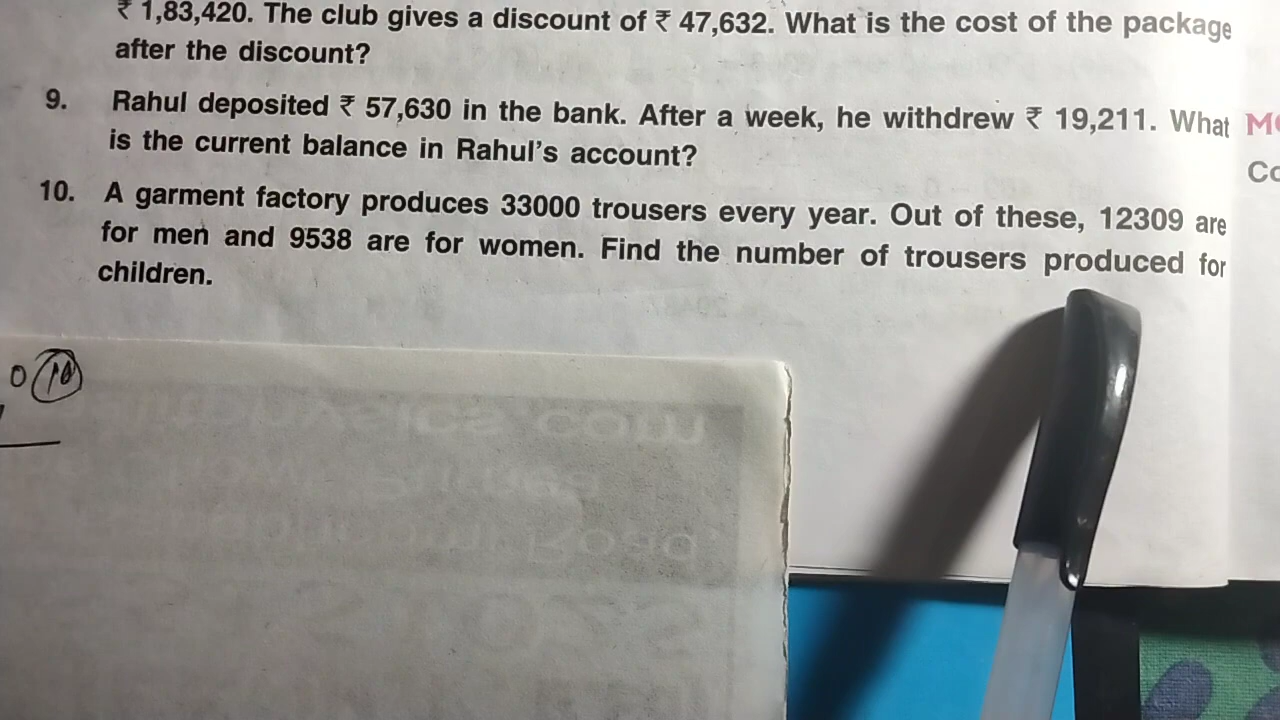 ₹ 1,83,420. The club gives a discount of ₹ 47,632. What is the cost of the package
after the discount?
9. Rahul deposited ₹ 57,630 in the bank. After a week, he withdrew ₹ 19,211. What
is the current balance in Rahul's account?
10. A garment factory produces 33000 trousers every year. Out of these, 12309 are
for men and 9538 are for women. Find the number of trousers produced for
children.
0 10